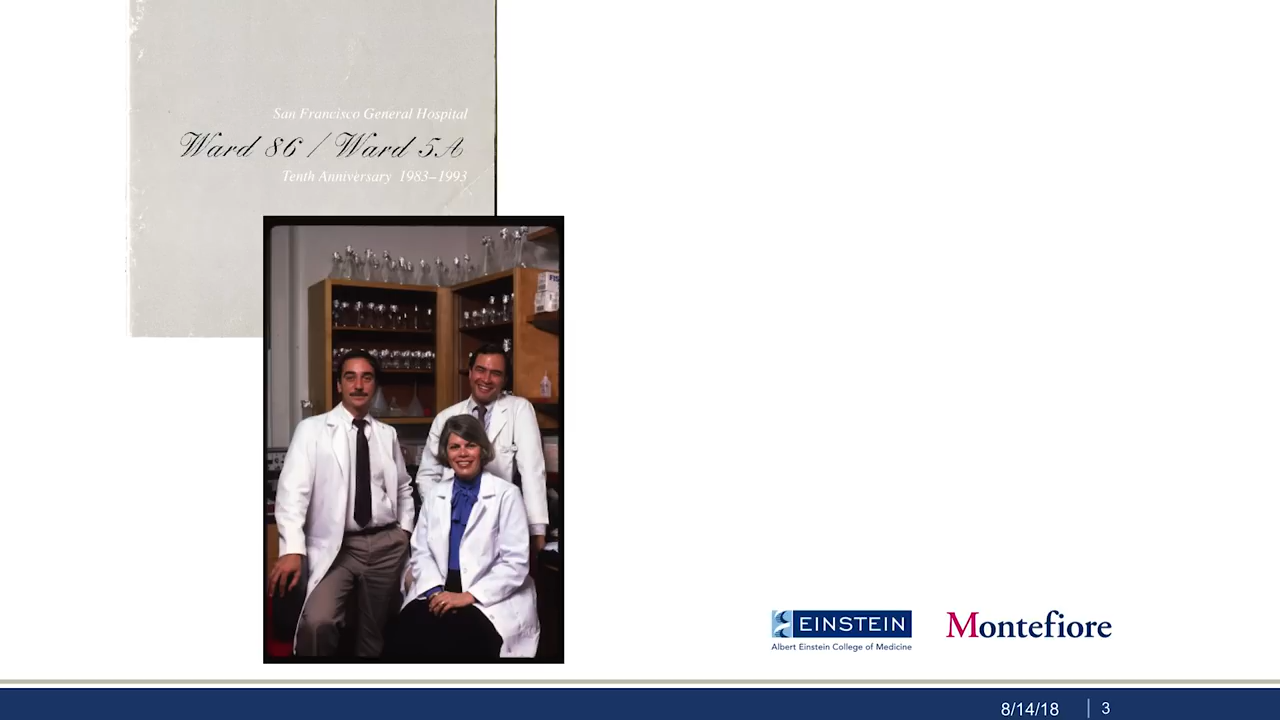 San Francisco General Hospital
Ward 86 / Ward 5A
Tenth Anniversary 1983–1993
EINSTEIN
Albert Einstein College of Medicine
Montefiore
8/14/18 | 3